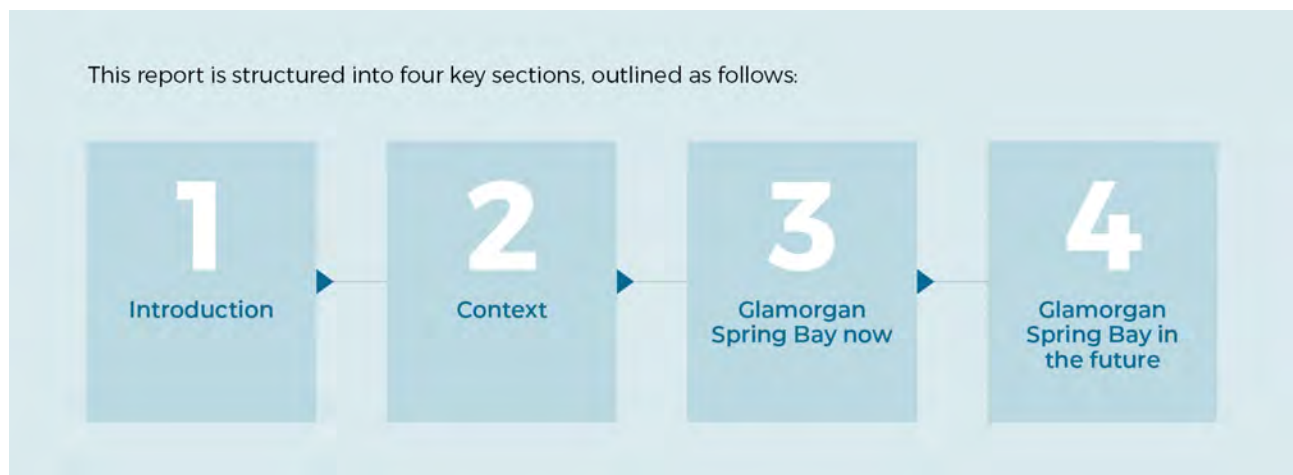 This report is structured into four key sections, outlined as follows:
1
Introduction
2
Context
3
Glamorgan
Spring Bay now
4
Glamorgan
Spring Bay in
the future